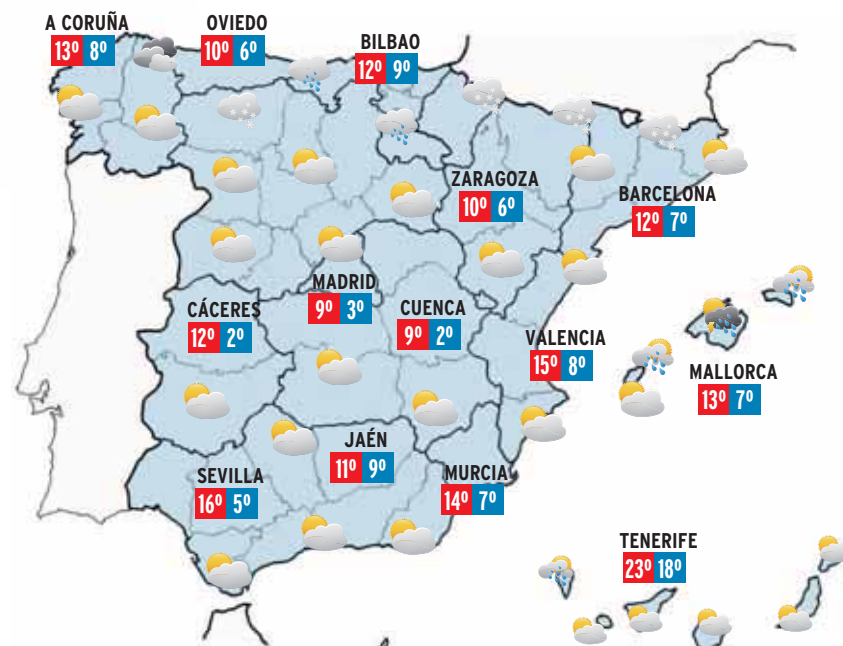 A CORUÑA
13º 8º
OVIEDO
10º 6º
BILBAO
12º 9º
ZARAGOZA
10º 6º
BARCELONA
12º 7º
MADRID
9º 3º
CÁCERES
12º 2º
CUENCA
9º 2º
VALENCIA
15º 8º
MALLORCA
13º 7º
JAÉN
11º 9º
SEVILLA
16º 5º
MURCIA
14º 7º
TENERIFE
23º 18º